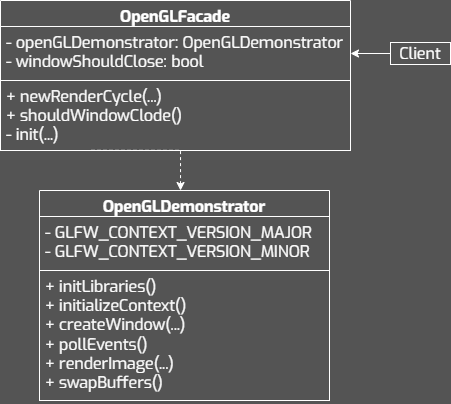 OpenGLFacade
- openGLDemonstrator: OpenGLDemonstrator
- windowShouldClose: bool
Client
+ newRenderCycle(...)
+ shouldWindowClode()
- init(...)
OpenGLDemonstrator
- GLFW_CONTEXT_VERSION_MAJOR
- GLFW_CONTEXT_VERSION_MINOR
+ initLibraries()
+ initializeContext()
+ createWindow(...)
+ pollEvents()
+ renderImage(...)
+ swapBuffers()